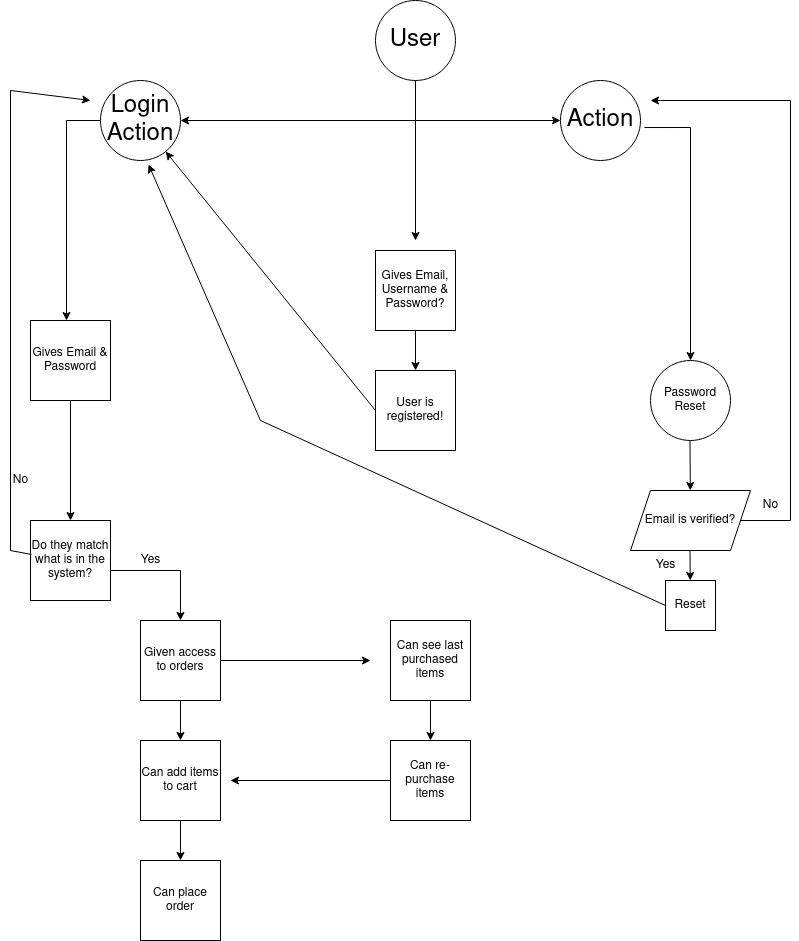 User
Login
Action
Action
Gives Email,
Username &
Password?
Gives Email &
Password
User is
registered!
Password
Reset
No
Do they match
what is in the
system?
Yes
Email is verified?
No
Yes
Reset
Given access
to orders
Can see last
purchased
items
Can add items
to cart
Can re-
purchase
items
Can place
order